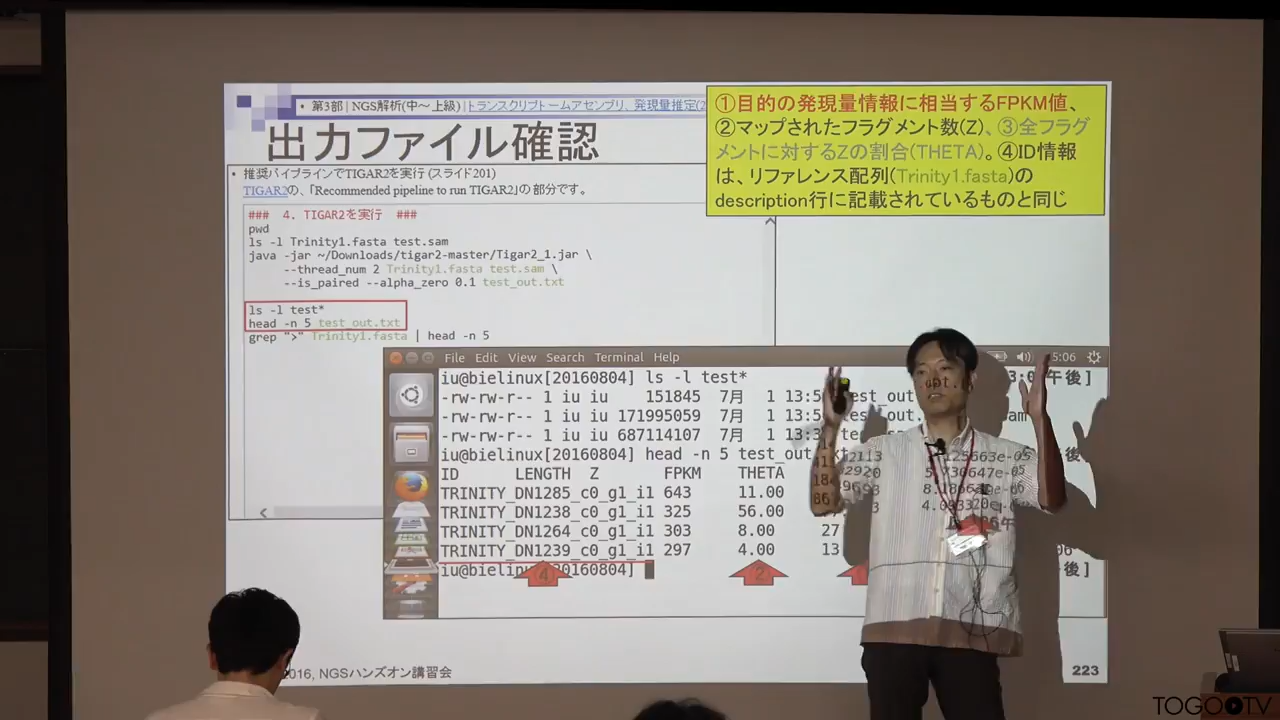 • 第3部 | NGS解析(中～上級) | トランスクリプトームアセンブリ、発現量推定(2
出力ファイル確認
①目的の発現量情報に相当するFPKM値、
②マップされたフラグメント数(Z)、③全フラグ
メントに対するZの割合(THETA)。④ID情報
は、リファレンス配列(Trinity1.fasta)の
description行に記載されているものと同じ
• 推奨パイプラインでTIGAR2を実行 (スライド201)
TIGAR2の、「Recommended pipeline to run TIGAR2」の部分です。
### 4. TIGAR2を実行 ###
pwd
ls -l Trinity1.fasta test.sam
java -jar ~/Downloads/tigar2-master/Tigar2_1.jar \
--thread_num 2 Trinity1.fasta test.sam \
--is_paired --alpha_zero 0.1 test_out.txt
ls -l test*
head -n 5 test_out.txt
grep ">" Trinity1.fasta | head -n 5
File Edit View Search Terminal Help 5:06
iu@bielinux[20160804] ls -l test* 午後]
-rw-rw-r-- 1 iu iu 151845 7月 1 13:5
-rw-rw-r-- 1 iu iu 171995059 7月 1 13:5
-rw-rw-r-- 1 iu iu 687114107 7月 1 13:3
iu@bielinux[20160804] head -n 5 test_out
ID LENGTH Z FPKM THETA
TRINITY_DN1285_c0_g1_i1 643 11.00
TRINITY_DN1238_c0_g1_i1 325 56.00
TRINITY_DN1264_c0_g1_i1 303 8.00 27
TRINITY_DN1239_c0_g1_i1 297 4.00 13
iu@bielinux[20160804]
④ ②
2016, NGSハンズオン講習会
223
TOGOTV